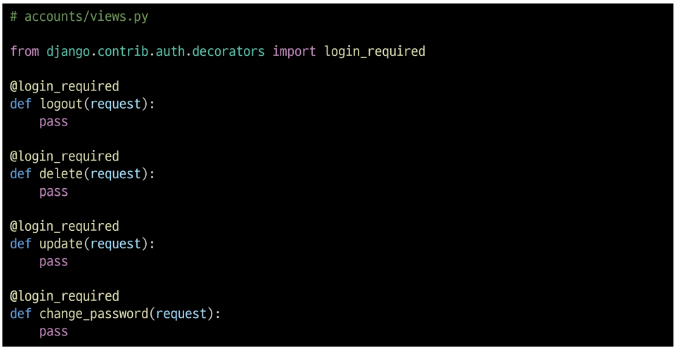 # accounts/views.py
from django.contrib.auth.decorators import login_required
@login_required
def logout(request):
    pass
@login_required
def delete(request):
    pass
@login_required
def update(request):
    pass
@login_required
def change_password(request):
    pass